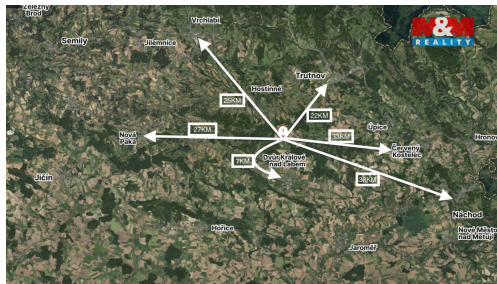 Železný
Brod
Vrchlabí
M&M
REALITY
Semily
Jilemnice
Trutnov
Hostinné
25KM
22KM
27KM
33KM
Úpice
Nová
Paka
Červený
Kostelec
Hronov
7KM
Dvůr Králové
nad Labem
Jičín
38KM
Náchod
Hořice
Nové Město
nad Metují
Jaroměř